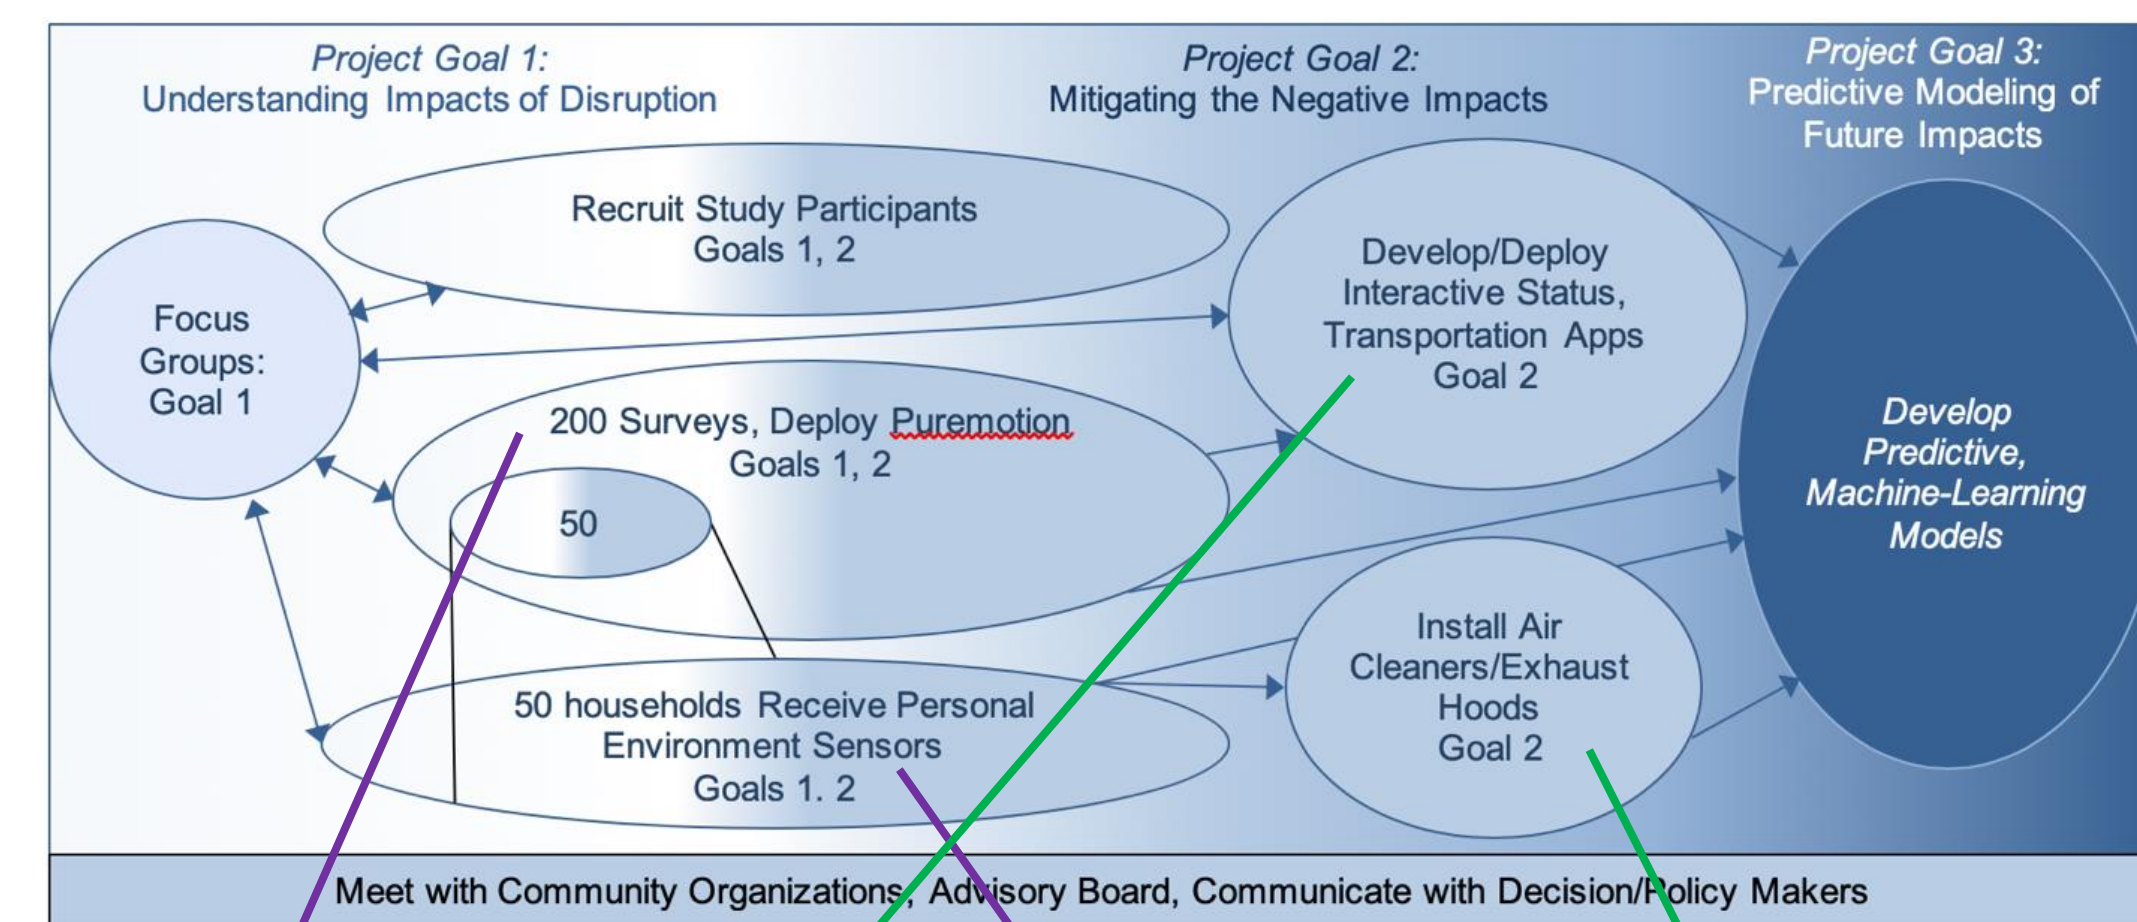 Project Goal 1:
Understanding Impacts of Disruption
Project Goal 2:
Mitigating the Negative Impacts
Project Goal 3:
Predictive Modeling of
Future Impacts
Recruit Study Participants
Goals 1, 2
Focus
Groups:
Goal 1
Develop/Deploy
Interactive Status,
Transportation Apps
Goal 2
200 Surveys, Deploy Puremotion
Goals 1, 2
50
Develop
Predictive,
Machine-Learning
Models
50 households Receive Personal
Environment Sensors
Goals 1. 2
Install Air
Cleaners/Exhaust
Hoods
Goal 2
Meet with Community Organizations, Advisory Board, Communicate with Decision/Policy Makers